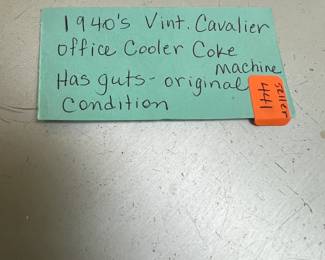 1940's Vint. Cavalier
office Cooler Coke
machine
Has guts - original
Condition
seller
441